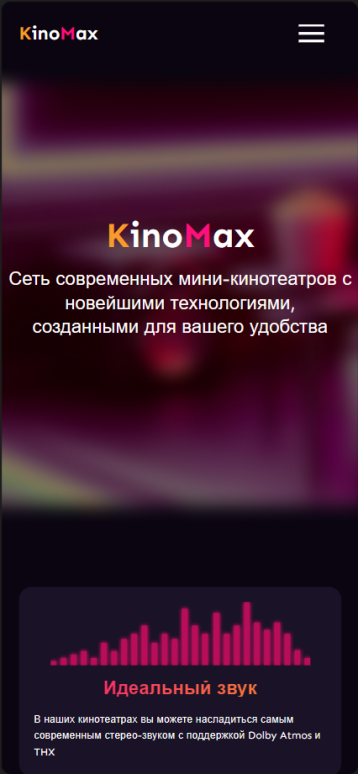 KinoMax
KinoMax
Сеть современных мини-кинотеатров с
новейшими технологиями,
созданными для вашего удобства
Идеальный звук
В наших кинотеатрах вы можете насладиться самым
современным стерео-звуком с поддержкой Dolby Atmos и
ТНХ